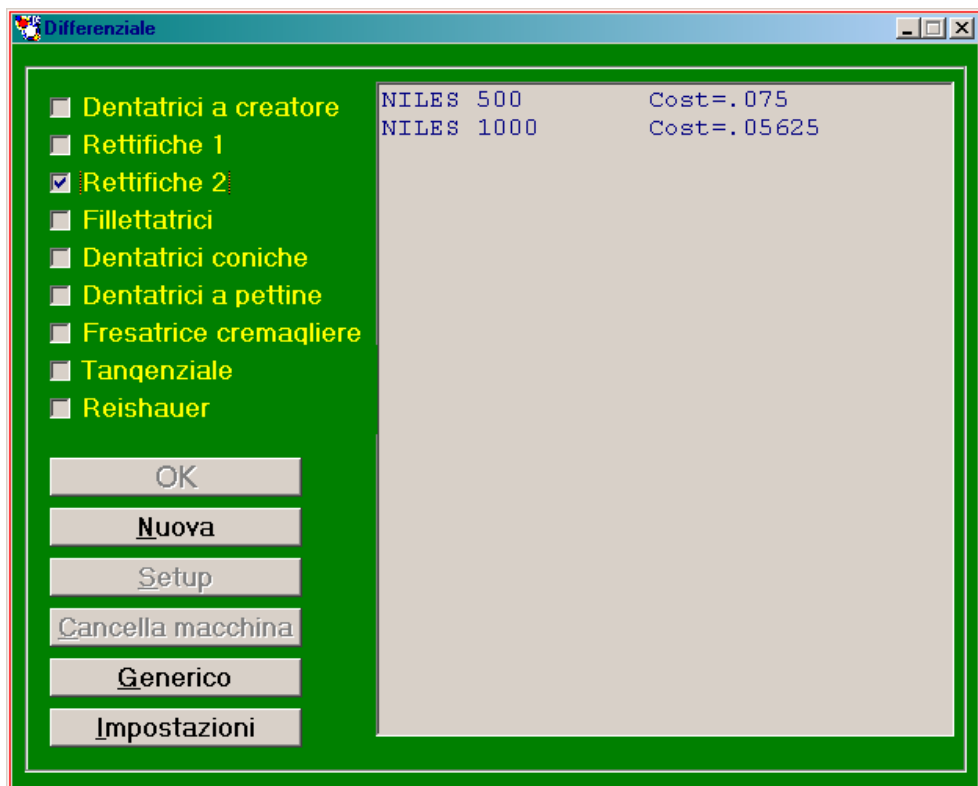 Differenziale
Dentatrici a creatore
Rettifiche 1
Rettifiche 2
Fillettatrici
Dentatrici coniche
Dentatrici a pettine
Fresatrice cremagliere
Tangenziale
Reishauer
OK
Nuova
Setup
Cancella macchina
Generico
Impostazioni
NILES 500 Cost=.075
NILES 1000 Cost=.05625